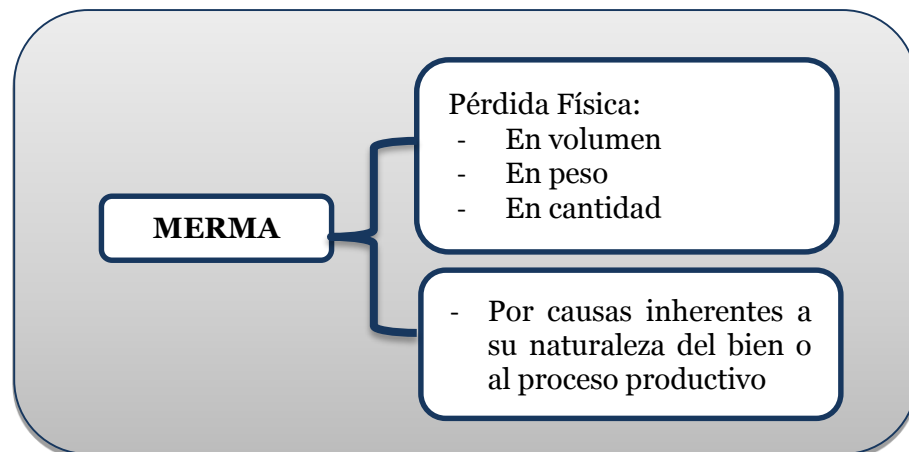 MERMA
Pérdida Física:
- En volumen
- En peso
- En cantidad
- Por causas inherentes a
su naturaleza del bien o
al proceso productivo